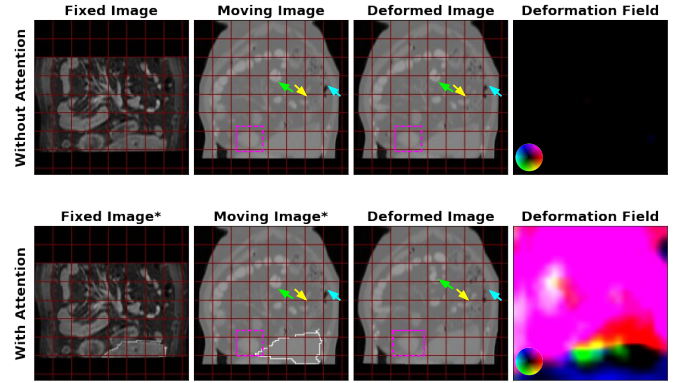 Fixed Image Moving Image Deformed Image Deformation Field
Without Attention
Fixed Image* Moving Image* Deformed Image Deformation Field
With Attention